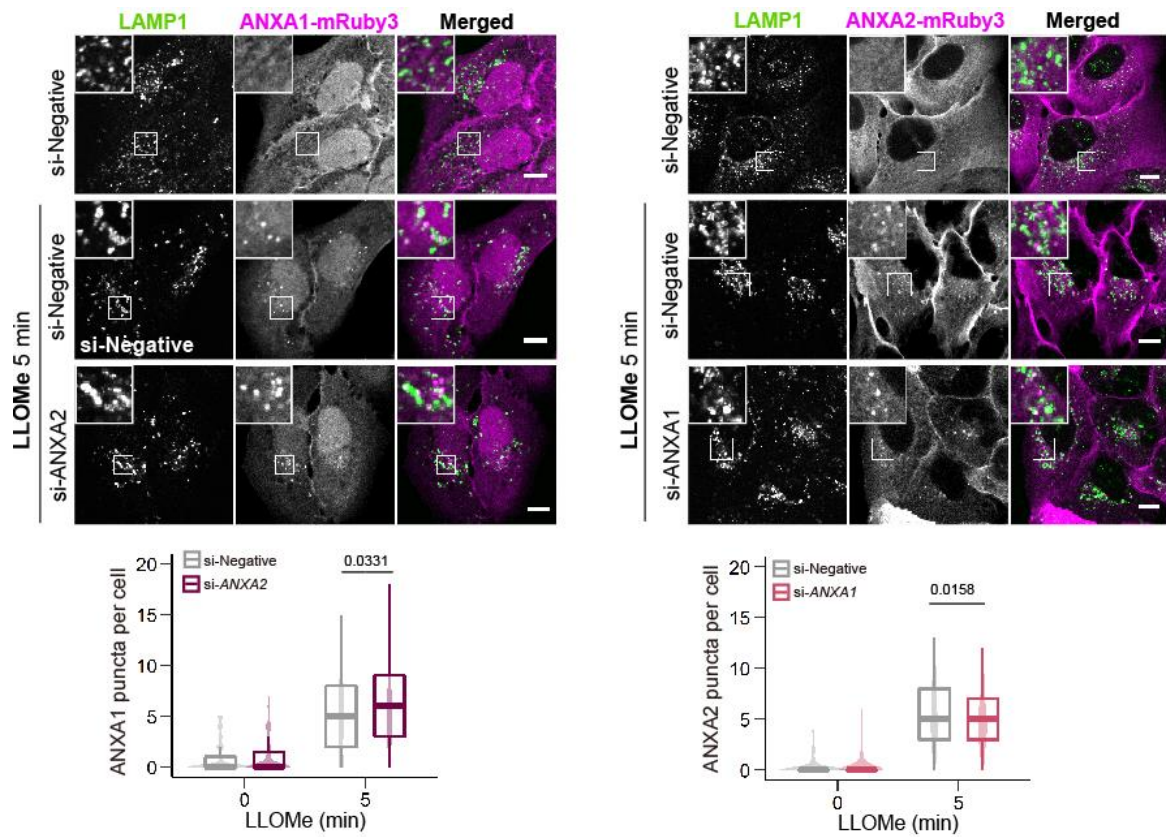 LAMP1 ANXA1-mRuby3 Merged
si-Negative
LLOMe 5 min
si-Negative
si-Negative
si-ANXA2
ANXA1 puncta per cell
si-Negative
si-ANXA2
0.0331
20
15
10
5
0
0 5
LLOMe (min)
LAMP1 ANXA2-mRuby3 Merged
si-Negative
LLOMe 5 min
si-Negative
si-ANXA1
ANXA2 puncta per cell
si-Negative
si-ANXA1
0.0158
20
15
10
5
0
0 5
LLOMe (min)